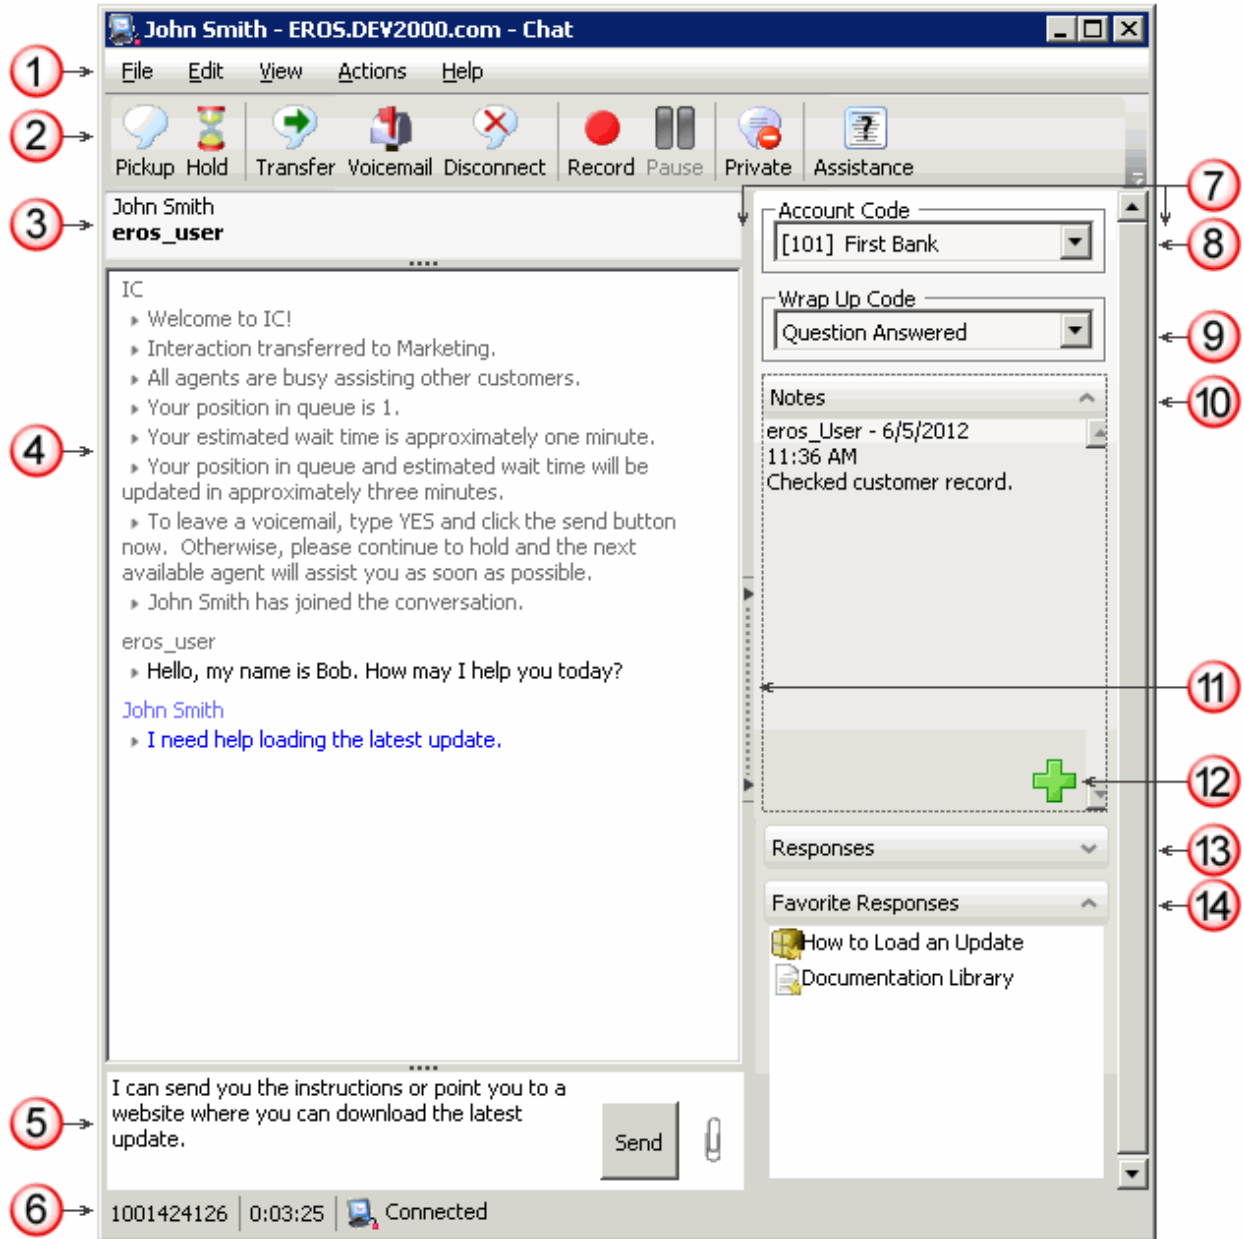 John Smith - EROS.DEV2000.com - Chat
1
File Edit View Actions Help
2
Pickup Hold Transfer Voicemail Disconnect Record Pause Private Assistance
3
John Smith
eros_user
4
IC
Welcome to IC!
Interaction transferred to Marketing.
All agents are busy assisting other customers.
Your position in queue is 1.
Your estimated wait time is approximately one minute.
Your position in queue and estimated wait time will be
updated in approximately three minutes.
To leave a voicemail, type YES and click the send button
now.  Otherwise, please continue to hold and the next
available agent will assist you as soon as possible.
John Smith has joined the conversation.
eros_user
Hello, my name is Bob. How may I help you today?
John Smith
I need help loading the latest update.
5
I can send you the instructions or point you to a
website where you can download the latest
update.
Send
6
1001424126 0:03:25 Connected
7
Account Code
[101] First Bank
8
Wrap Up Code
Question Answered
9
Notes
10
eros_User - 6/5/2012
11:36 AM
Checked customer record.
11
12
Responses
13
Favorite Responses
14
How to Load an Update
Documentation Library